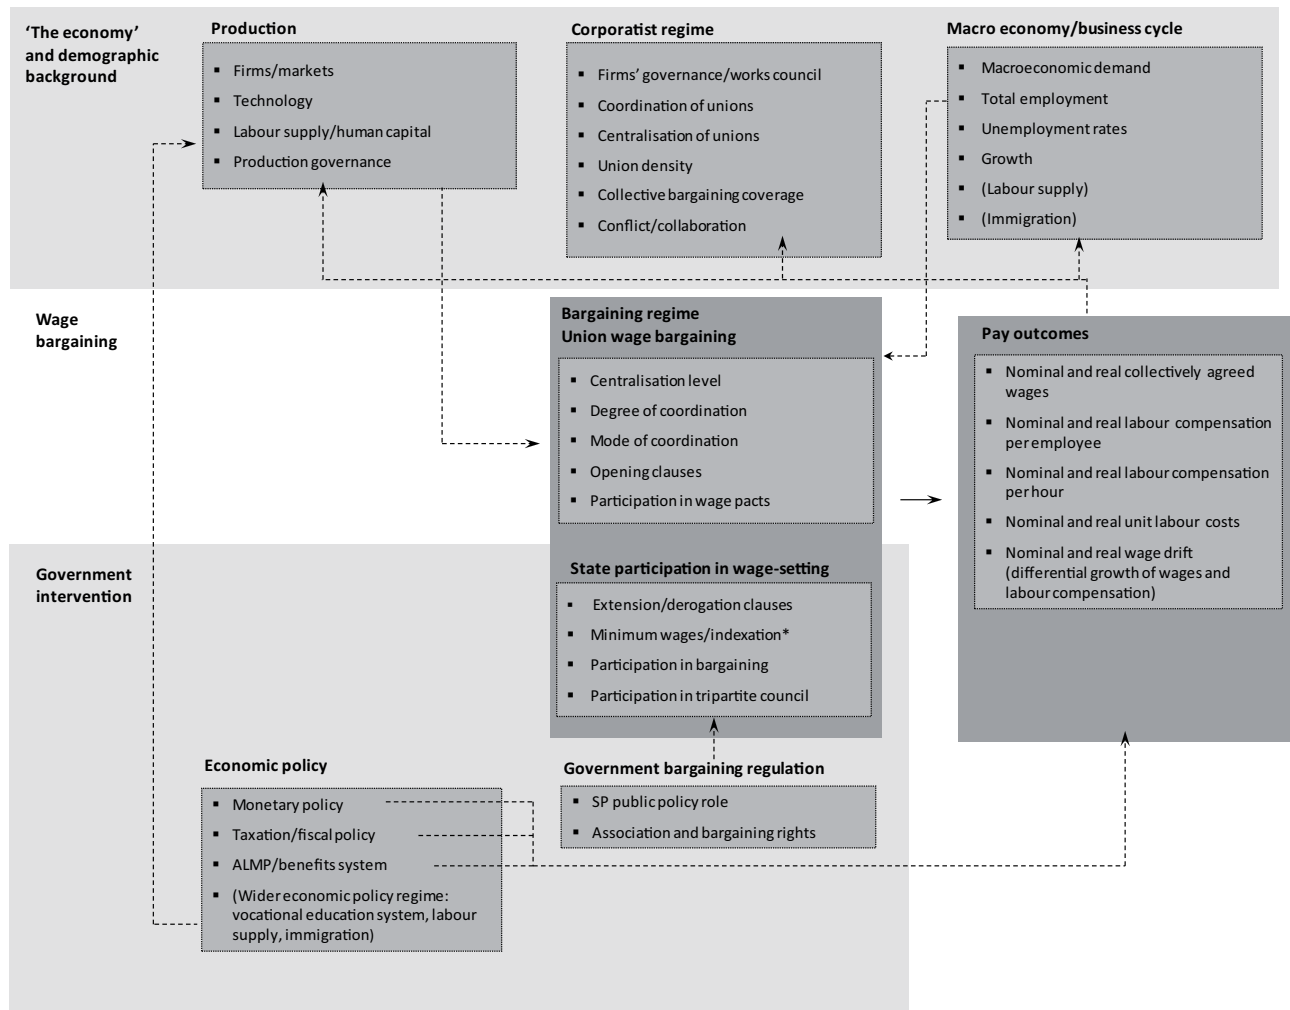 ‘The economy’
and demographic
background
Production
▪ Firms/markets
▪ Technology
▪ Labour supply/human capital
▪ Production governance
Corporatist regime
▪ Firms’ governance/works council
▪ Coordination of unions
▪ Centralisation of unions
▪ Union density
▪ Collective bargaining coverage
▪ Conflict/collaboration
Macro economy/business cycle
▪ Macroeconomic demand
▪ Total employment
▪ Unemployment rates
▪ Growth
▪ (Labour supply)
▪ (Immigration)
Wage
bargaining
Bargaining regime
Union wage bargaining
▪ Centralisation level
▪ Degree of coordination
▪ Mode of coordination
▪ Opening clauses
▪ Participation in wage pacts
Pay outcomes
▪ Nominal and real collectively agreed
wages
▪ Nominal and real labour compensation
per employee
▪ Nominal and real labour compensation
per hour
▪ Nominal and real unit labour costs
▪ Nominal and real wage drift
(differential growth of wages and
labour compensation)
Government
intervention
State participation in wage-setting
▪ Extension/derogation clauses
▪ Minimum wages/indexation*
▪ Participation in bargaining
▪ Participation in tripartite council
Economic policy
▪ Monetary policy
▪ Taxation/fiscal policy
▪ ALMP/benefits system
▪ (Wider economic policy regime:
vocational education system, labour
supply, immigration)
Government bargaining regulation
▪ SP public policy role
▪ Association and bargaining rights